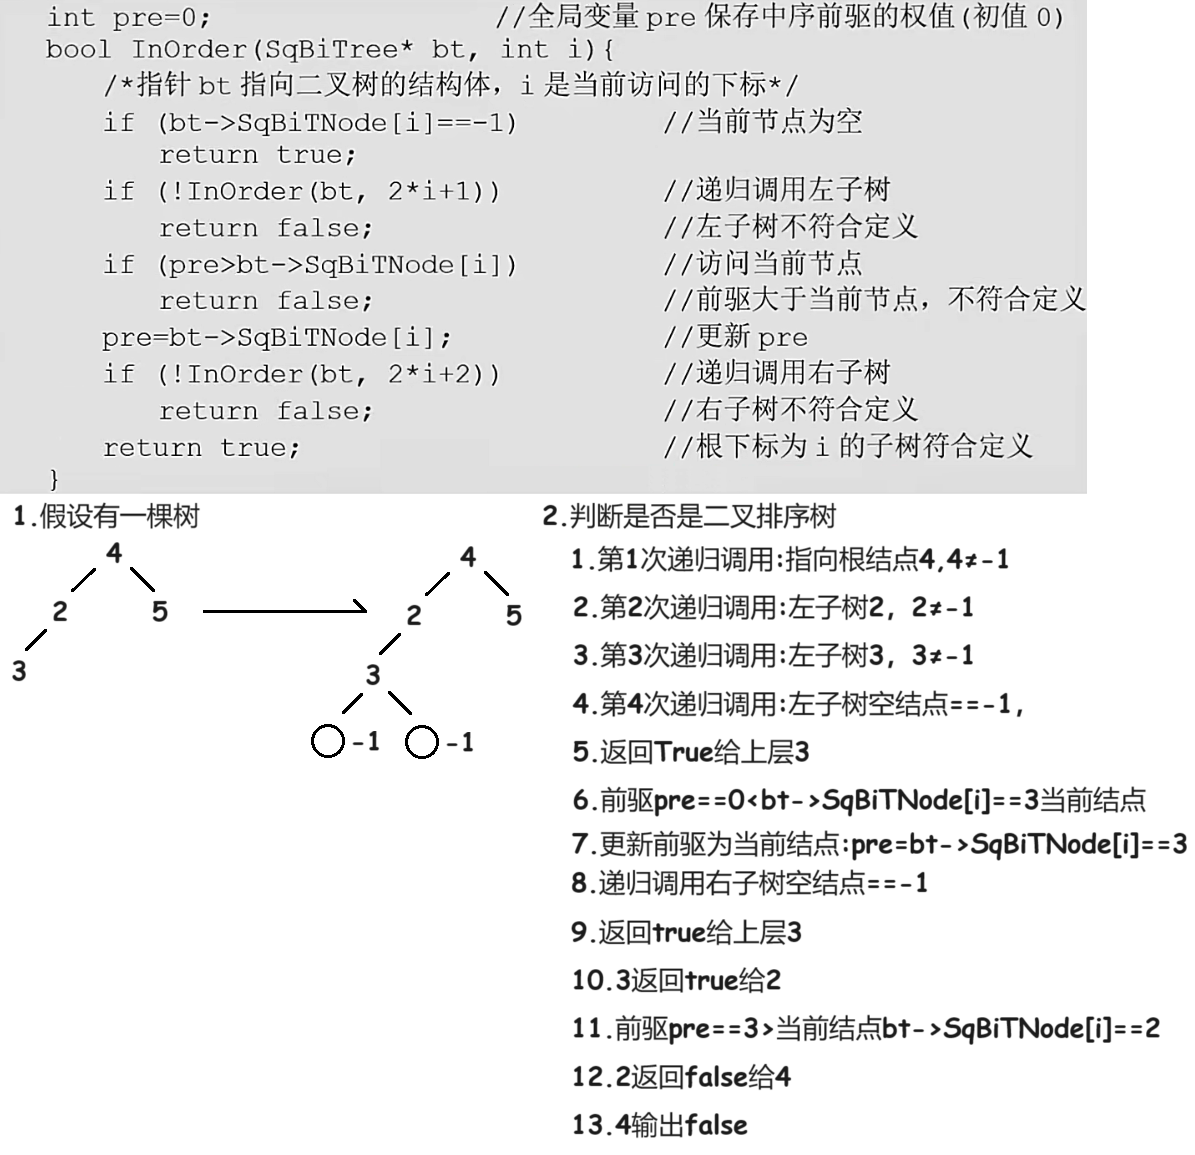 int pre=0; //全局变量 pre 保存中序前驱的权值(初值 0)
bool InOrder(SqBiTree* bt, int i){
/*指针 bt 指向二叉树的结构体，i 是当前访问的下标*/
if (bt->SqBiTNode[i]==-1) //当前节点为空
return true;
if (!InOrder(bt, 2*i+1)) //递归调用左子树
return false; //左子树不符合定义
if (pre>bt->SqBiTNode[i]) //访问当前节点
return false; //前驱大于当前节点，不符合定义
pre=bt->SqBiTNode[i]; //更新 pre
if (!InOrder(bt, 2*i+2)) //递归调用右子树
return false; //右子树不符合定义
return true; //根下标为 i 的子树符合定义
}
1.假设有一棵树
4
2 5
3
4
2 5
3
-1 -1
2.判断是否是二叉排序树
1.第1次递归调用:指向根结点4,4≠-1
2.第2次递归调用:左子树2，2≠-1
3.第3次递归调用:左子树3，3≠-1
4.第4次递归调用:左子树空结点==-1,
5.返回True给上层3
6.前驱pre==0<bt->SqBiTNode[i]==3当前结点
7.更新前驱为当前结点:pre=bt->SqBiTNode[i]==3
8.递归调用右子树空结点==-1
9.返回true给上层3
10.3返回true给2
11.前驱pre==3>当前结点bt->SqBiTNode[i]==2
12.2返回false给4
13.4输出false